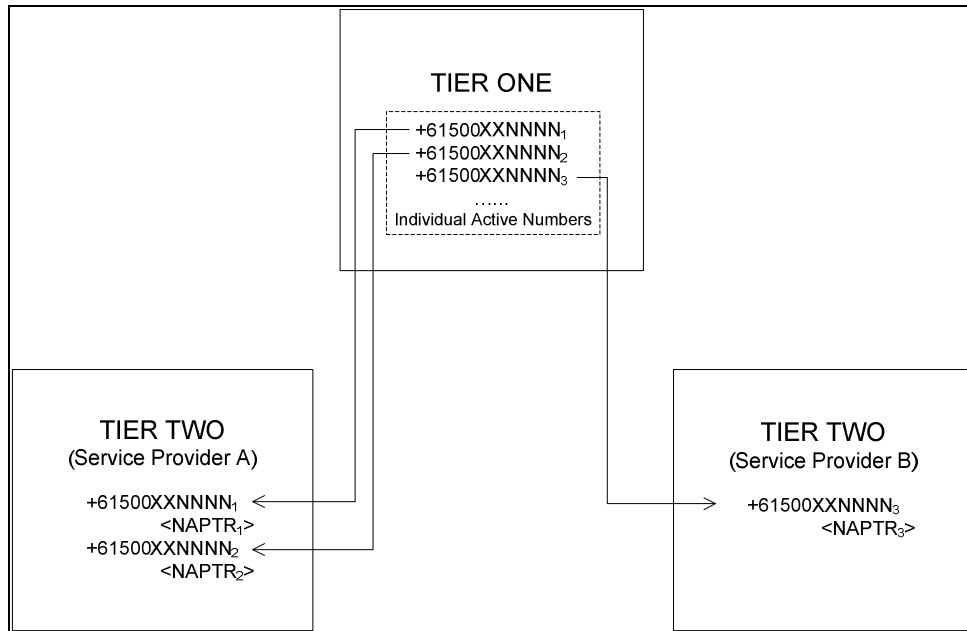 TIER ONE
+61500XXNNNN₁
+61500XXNNNN₂
+61500XXNNNN₃
......
Individual Active Numbers
TIER TWO
(Service Provider A)
+61500XXNNNN₁
<NAPTR₁>
+61500XXNNNN₂
<NAPTR₂>
TIER TWO
(Service Provider B)
+61500XXNNNN₃
<NAPTR₃>